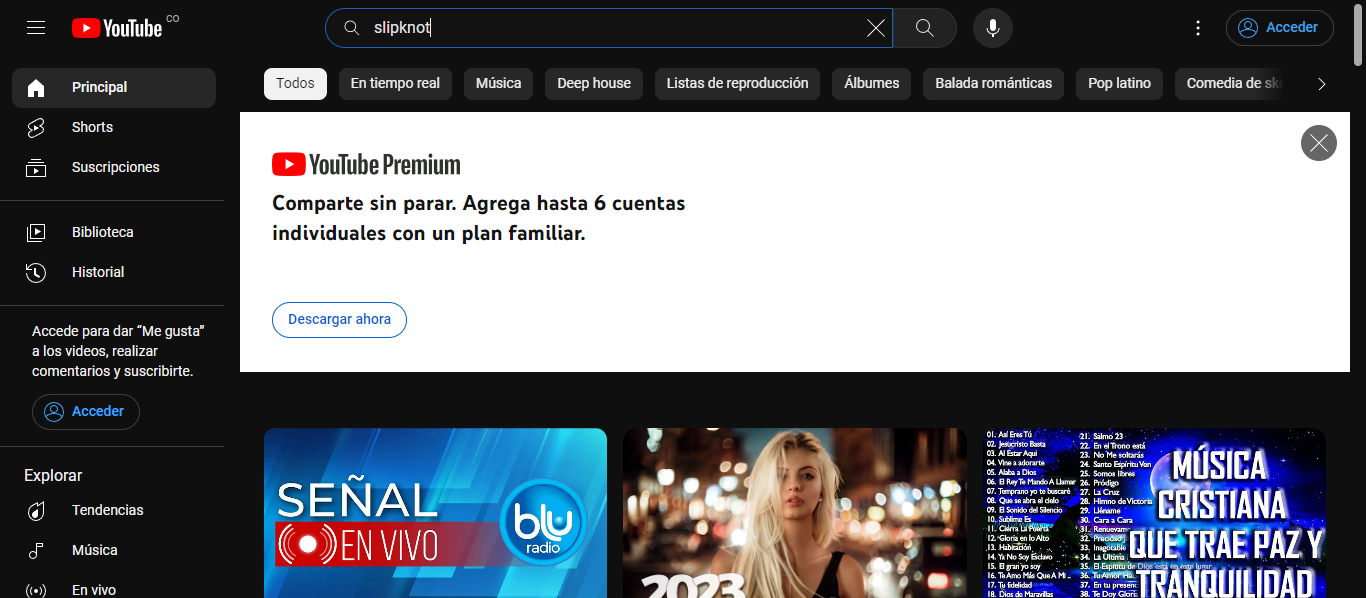 YouTube CO
slipknot
Acceder
Principal
Shorts
Suscripciones
Biblioteca
Historial
Accede para dar “Me gusta”
a los videos, realizar
comentarios y suscribirte.
Acceder
Explorar
Tendencias
Música
En vivo
Todos
En tiempo real
Música
Deep house
Listas de reproducción
Álbumes
Balada románticas
Pop latino
Comedia de
YouTube Premium
Comparte sin parar. Agrega hasta 6 cuentas
individuales con un plan familiar.
Descargar ahora
SEÑAL
EN VIVO
blu
radio
2023
01. Así Eres Tú
02. Jesucristo Basta
03. Al Estar Aquí
04. Vine a adorarte
05. Alaba a Dios
06. El Rey Te Mando A Llamar
07. Temprano yo te buscaré
08. Que se abra el cielo
09. El Sonido del Silencio
10. Sublime Es
11. Cierra La Puerta
12. Gloria en lo Alto
13. Habitación
14. Ya No Soy Esclavo
15. El gran yo soy
16. Te Amo Más Que A Mi ..
17. Tu fidelidad
18. Dios de Maravillas
21. Salmo 23
22. En el Trono está
23. No Me soltarás
24. Santo Espíritu Ven
25. Somos libres
26. Pródigo
27. La Cruz
28. Himno de Victoria
29. Lléname
30. Cara a Cara
31. Renuevame
32. Precioso
33. Inagotable
34. La Ultima
35. El Espíritu de Dios está en este lugar
36. Tu Amor Ha..
37. En tu presen
38. Te Doy Glori
MÚSICA
CRISTIANA
QUE TRAE PAZ Y
TRANQUILIDAD